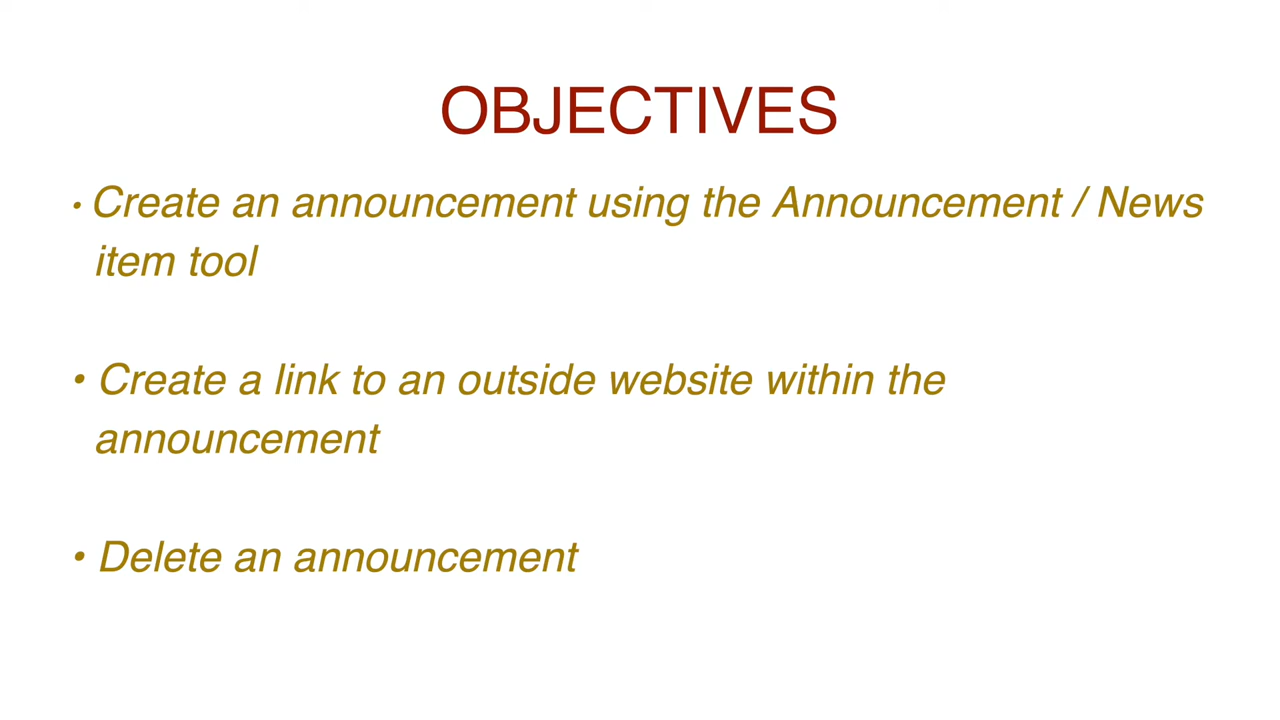 OBJECTIVES
• Create an announcement using the Announcement / News
item tool
• Create a link to an outside website within the
announcement
• Delete an announcement